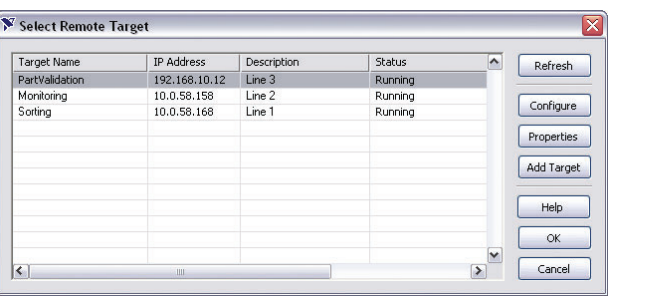 Select Remote Target
Target Name IP Address Description Status
PartValidation 192.168.10.12 Line 3 Running
Monitoring 10.0.58.158 Line 2 Running
Sorting 10.0.58.168 Line 1 Running
Refresh
Configure
Properties
Add Target
Help
OK
Cancel